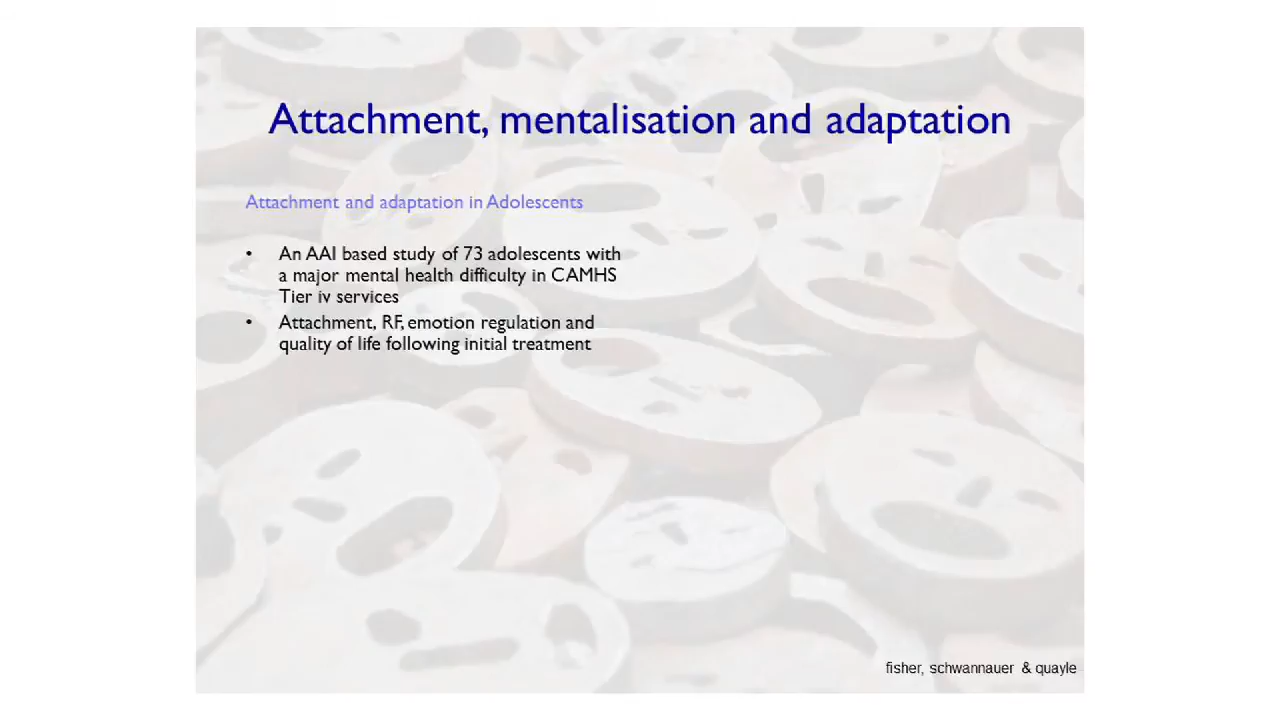 Attachment, mentalisation and adaptation
Attachment and adaptation in Adolescents
• An AAI based study of 73 adolescents with
a major mental health difficulty in CAMHS
Tier iv services
• Attachment, RF, emotion regulation and
quality of life following initial treatment
fisher, schwannauer & quayle